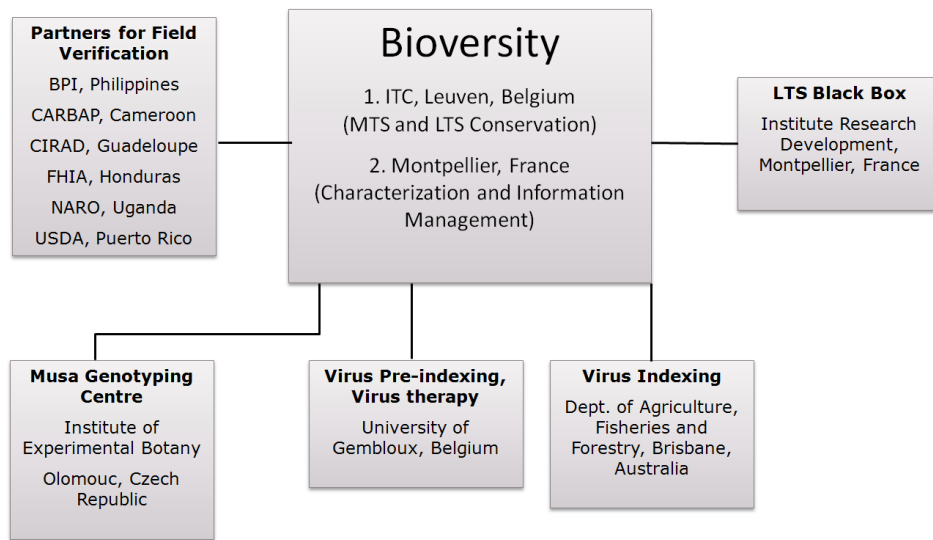 Partners for Field
Verification
BPI, Philippines
CARBAP, Cameroon
CIRAD, Guadeloupe
FHIA, Honduras
NARO, Uganda
USDA, Puerto Rico
Bioversity
1. ITC, Leuven, Belgium
(MTS and LTS Conservation)
2. Montpellier, France
(Characterization and Information
Management)
LTS Black Box
Institute Research
Development,
Montpellier, France
Musa Genotyping
Centre
Institute of
Experimental Botany
Olomouc, Czech
Republic
Virus Pre-indexing,
Virus therapy
University of
Gembloux, Belgium
Virus Indexing
Dept. of Agriculture,
Fisheries and
Forestry, Brisbane,
Australia